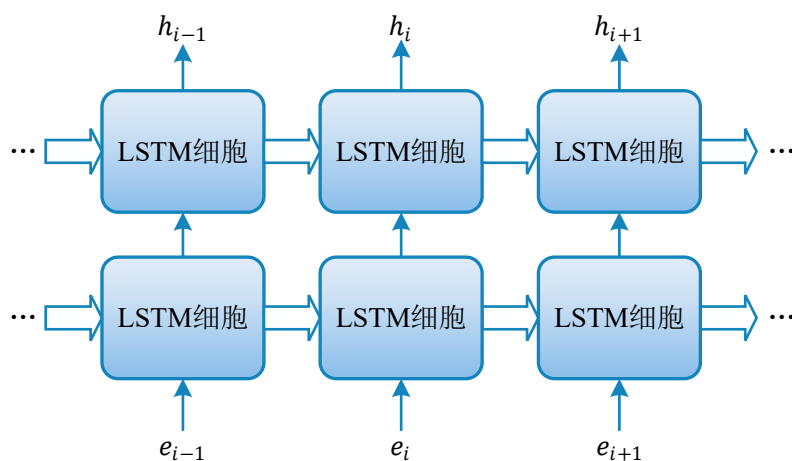 h_{i−1} h_i h_{i+1}
… LSTM细胞 LSTM细胞 LSTM细胞 …
… LSTM细胞 LSTM细胞 LSTM细胞 …
e_{i−1} e_i e_{i+1}